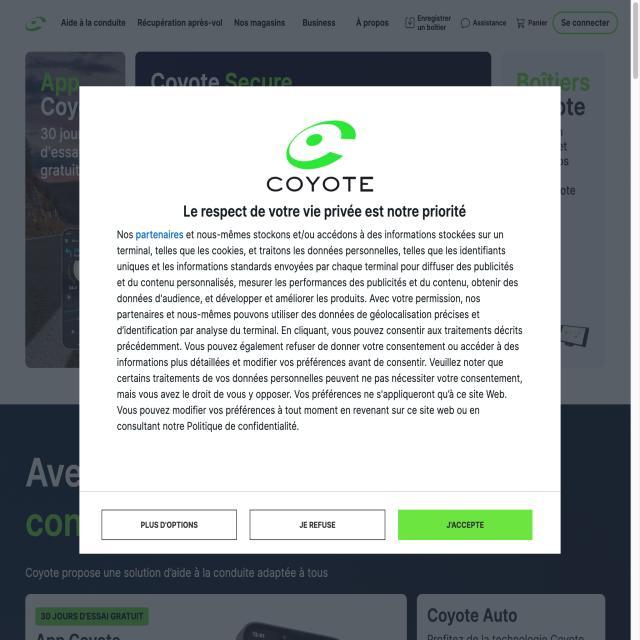 Aide à la conduite
Récupération après-vol
Nos magasins
Business
À propos
Enregistrer
un boîtier
Assistance
Panier
Se connecter
App
Coy
30 jour
d'essa
gratuit
Coyote Secure
Boîtiers
ote
COYOTE
Le respect de votre vie privée est notre priorité
Nos partenaires et nous-mêmes stockons et/ou accédons à des informations stockées sur un
terminal, telles que les cookies, et traitons les données personnelles, telles que les identifiants
uniques et les informations standards envoyées par chaque terminal pour diffuser des publicités
et du contenu personnalisés, mesurer les performances des publicités et du contenu, obtenir des
données d'audience, et développer et améliorer les produits. Avec votre permission, nos
partenaires et nous-mêmes pouvons utiliser des données de géolocalisation précises et
d'identification par analyse du terminal. En cliquant, vous pouvez consentir aux traitements décrits
précédemment. Vous pouvez également refuser de donner votre consentement ou accéder à des
informations plus détaillées et modifier vos préférences avant de consentir. Veuillez noter que
certains traitements de vos données personnelles peuvent ne pas nécessiter votre consentement,
mais vous avez le droit de vous y opposer. Vos préférences ne s'appliqueront qu'à ce site Web.
Vous pouvez modifier vos préférences à tout moment en revenant sur ce site web ou en
consultant notre Politique de confidentialité.
PLUS D'OPTIONS
JE REFUSE
J'ACCEPTE
Ave
con
Coyote propose une solution d'aide à la conduite adaptée à tous
30 JOURS D'ESSAI GRATUIT
App Coyote
Coyote Auto
Profitez de la technologie Coyote